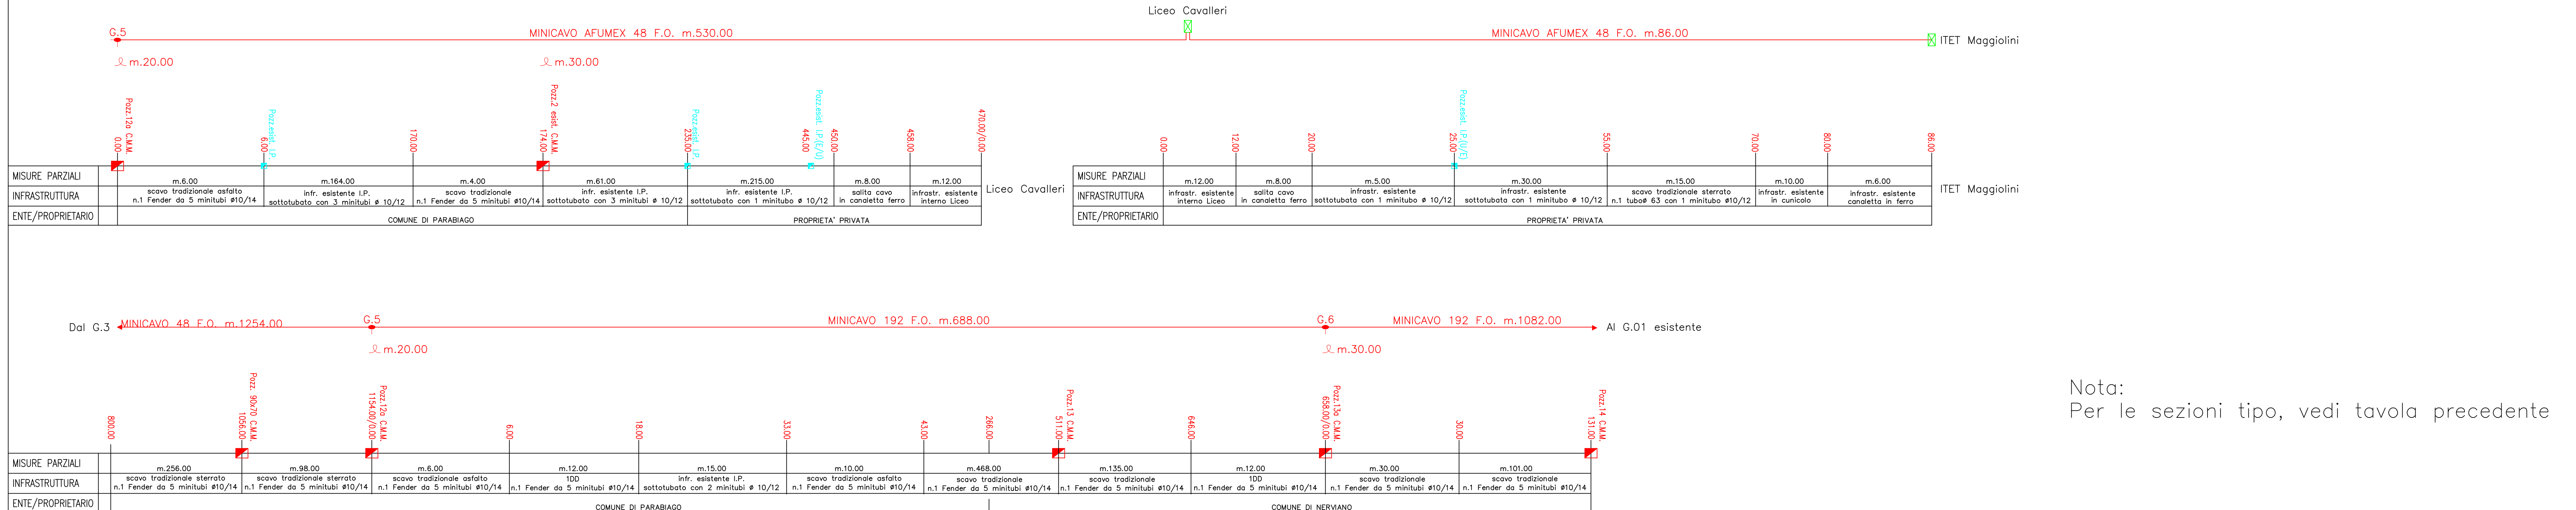 Liceo Cavalleri
G.5
MINICAVO AFUMEX 48 F.O. m.530.00
MINICAVO AFUMEX 48 F.O. m.86.00
ITET Maggiolini
m.20.00
m.30.00
Pozz.12a C.M.M.
0.00
Pozz.esist. I.P.
6.00
170.00
Pozz.2 esist. C.M.M.
174.00
Pozz.esist. I.P.
235.00
Pozz.esist. I.P.(E/U)
445.00
450.00
458.00
470.00/0.00
0.00
12.00
20.00
Pozz.esist. I.P.(U/E)
25.00
55.00
70.00
80.00
86.00
MISURE PARZIALI
m.6.00
m.164.00
m.4.00
m.61.00
m.215.00
m.8.00
m.12.00
INFRASTRUTTURA
scavo tradizionale asfalto
n.1 Fender da 5 minitubi ø10/14
infr. esistente I.P.
sottotubato con 3 minitubi ø 10/12
scavo tradizionale
n.1 Fender da 5 minitubi ø10/14
infr. esistente I.P.
sottotubato con 3 minitubi ø 10/12
infr. esistente I.P.
sottotubato con 1 minitubo ø 10/12
salita cavo
in canaletta ferro
infrastr. esistente
interno Liceo
Liceo Cavalleri
ENTE/PROPRIETARIO
COMUNE DI PARABIAGO
PROPRIETA' PRIVATA
MISURE PARZIALI
m.12.00
m.8.00
m.5.00
m.30.00
m.15.00
m.10.00
m.6.00
INFRASTRUTTURA
infrastr. esistente
interno Liceo
salita cavo
in canaletta ferro
infrastr. esistente
sottotubata con 1 minitubo ø 10/12
infrastr. esistente
sottotubata con 1 minitubo ø 10/12
scavo tradizionale sterrato
n.1 tuboø 63 con 1 minitubo ø10/12
infrastr. esistente
in cunicolo
infrastr. esistente
canaletta in ferro
ITET Maggiolini
ENTE/PROPRIETARIO
PROPRIETA' PRIVATA
Dal G.3
MINICAVO 48 F.O. m.1254.00
G.5
MINICAVO 192 F.O. m.688.00
G.6
MINICAVO 192 F.O. m.1082.00
Al G.01 esistente
m.20.00
m.30.00
Nota:
Per le sezioni tipo, vedi tavola precedente
800.00
Pozz. 90x70 C.M.M.
1056.00
Pozz.12a C.M.M.
1154.00/0.00
6.00
18.00
33.00
43.00
266.00
Pozz.13 C.M.M.
511.00
646.00
Pozz.13a C.M.M.
658.00/0.00
30.00
Pozz.14 C.M.M.
131.00
MISURE PARZIALI
m.256.00
m.98.00
m.6.00
m.12.00
m.15.00
m.10.00
m.468.00
m.135.00
m.12.00
m.30.00
m.101.00
INFRASTRUTTURA
scavo tradizionale sterrato
n.1 Fender da 5 minitubi ø10/14
scavo tradizionale sterrato
n.1 Fender da 5 minitubi ø10/14
scavo tradizionale asfalto
n.1 Fender da 5 minitubi ø10/14
1DD
n.1 Fender da 5 minitubi ø10/14
infr. esistente I.P.
sottotubato con 2 minitubi ø 10/12
scavo tradizionale asfalto
n.1 Fender da 5 minitubi ø10/14
scavo tradizionale
n.1 Fender da 5 minitubi ø10/14
scavo tradizionale
n.1 Fender da 5 minitubi ø10/14
1DD
n.1 Fender da 5 minitubi ø10/14
scavo tradizionale
n.1 Fender da 5 minitubi ø10/14
scavo tradizionale
n.1 Fender da 5 minitubi ø10/14
ENTE/PROPRIETARIO
COMUNE DI PARABIAGO
COMUNE DI NERVIANO